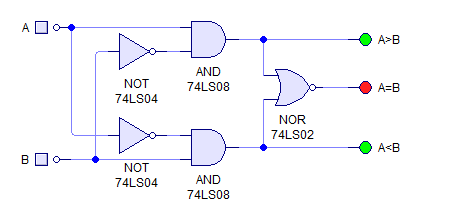 A
A>B
NOT
74LS04
AND
74LS08
A=B
NOR
74LS02
B
A<B
NOT
74LS04
AND
74LS08